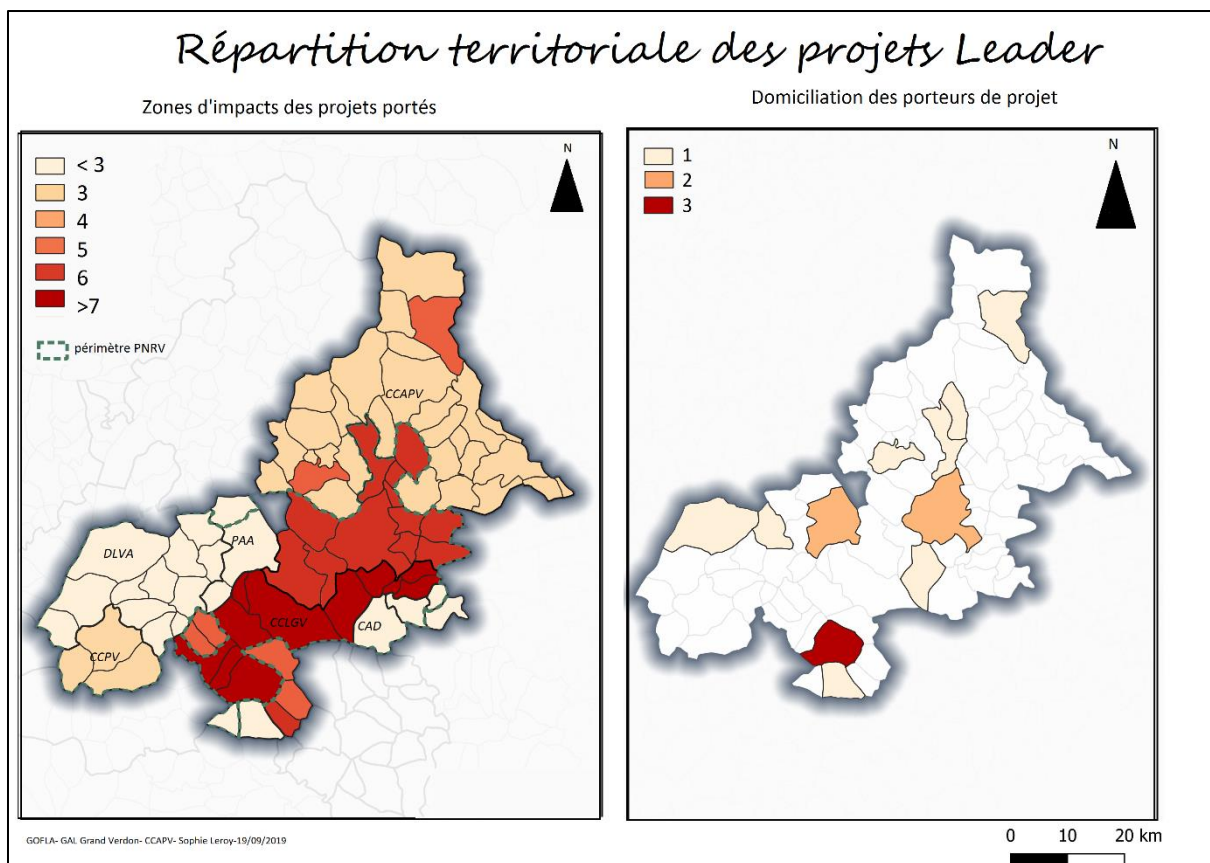 Répartition territoriale des projets Leader
Zones d'impacts des projets portés
< 3
3
4
5
6
>7
périmètre PNRV
N
CCAPV
PAA
DLVA
CCLGV
CAD
CCPV
Domiciliation des porteurs de projet
1
2
3
N
GOFLA- GAL Grand Verdon- CCAPV- Sophie Leroy-19/09/2019
0 10 20 km